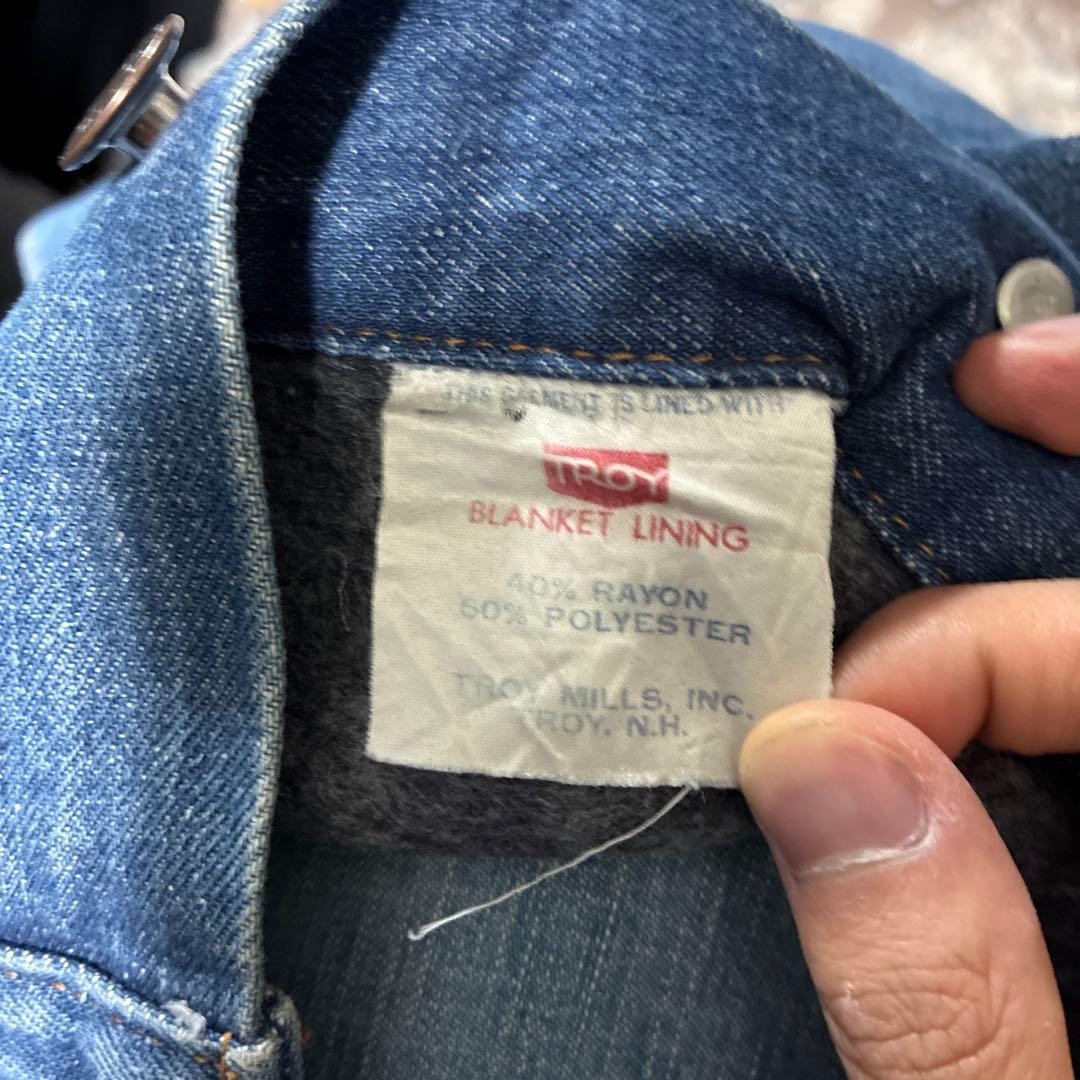 THIS GARMENT IS LINED WITH
TROY
BLANKET LINING
40% RAYON
60% POLYESTER
TROY MILLS, INC.
TROY, N.H.